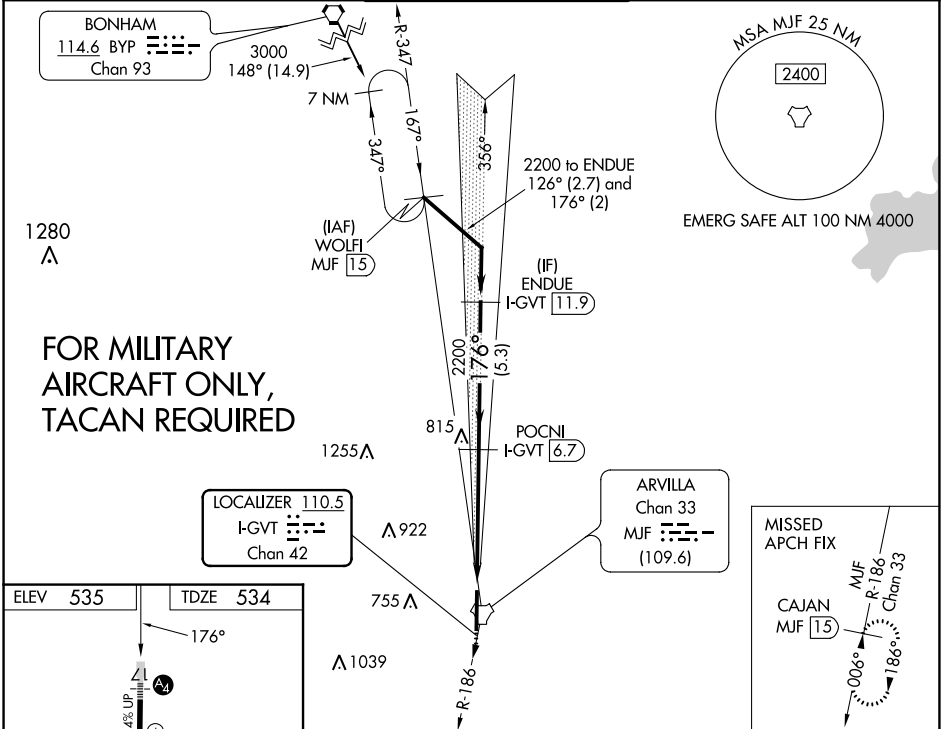 BONHAM
114.6 BYP
Chan 93
3000
148° (14.9)
7 NM
R-347
167°
347°
356°
MSA MJF 25 NM
2400
EMERG SAFE ALT 100 NM 4000
2200 to ENDUE
126° (2.7) and
176° (2)
(IAF)
WOLFI
MJF 15
1280
(IF)
ENDUE
I-GVT 11.9
2200
176°
(5.3)
FOR MILITARY
AIRCRAFT ONLY,
TACAN REQUIRED
815
POCNI
I-GVT 6.7
1255
LOCALIZER 110.5
I-GVT
Chan 42
922
ARVILLA
Chan 33
MJF
(109.6)
755
1039
R-186
MISSED
APCH FIX
MJF
R-186
Chan 33
CAJAN
MJF 15
006°
186°
ELEV 535
TDZE 534
176°
17
A4
4% UP